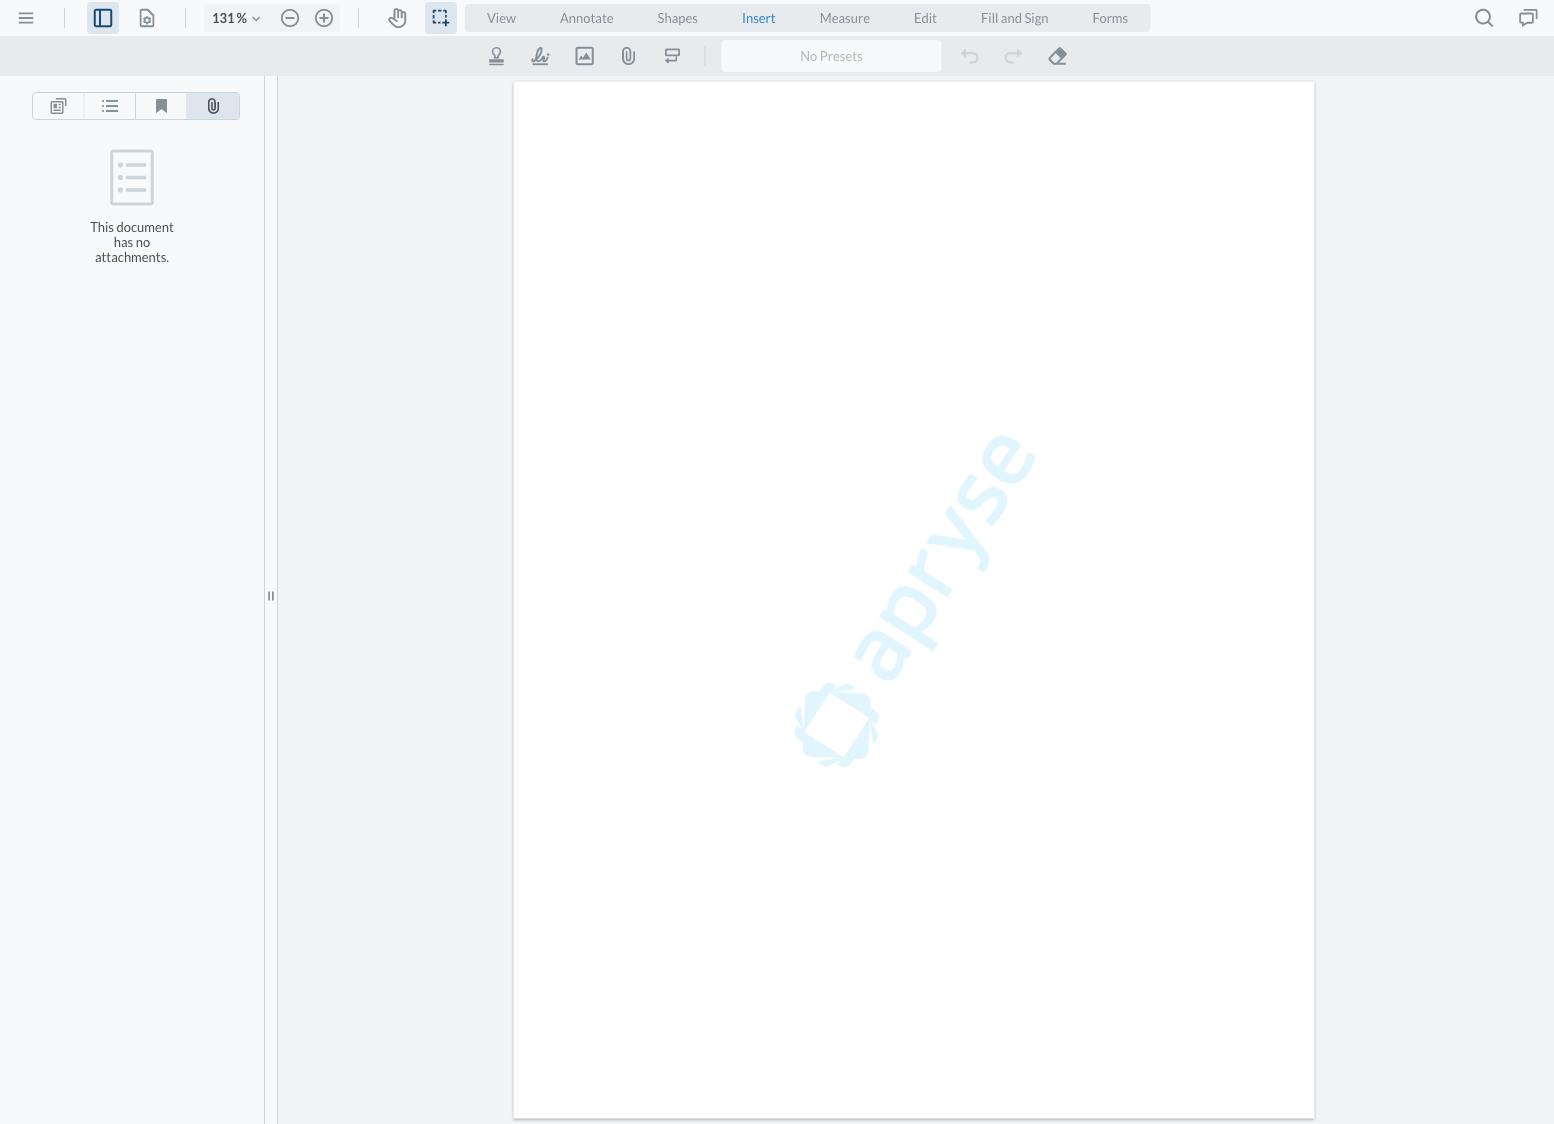 131%
View Annotate Shapes Insert Measure Edit Fill and Sign Forms
No Presets
This document
has no
attachments.
apryse